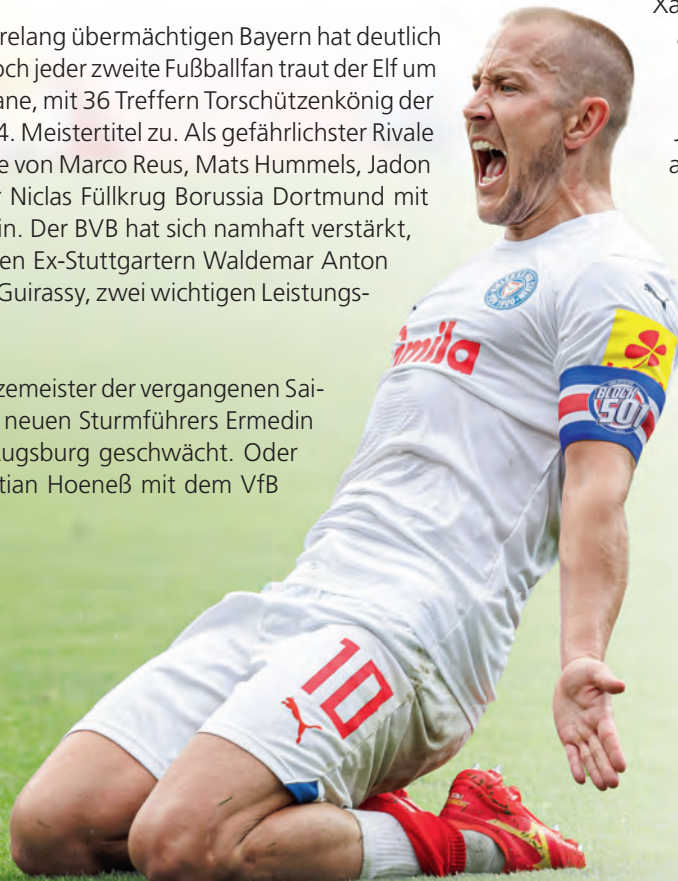 Xa
relang übermächtigen Bayern hat deutlich
och jeder zweite Fußballfan traut der Elf um
ane, mit 36 Treffern Torschützenkönig der
4. Meistertitel zu. Als gefährlichster Rivale
e von Marco Reus, Mats Hummels, Jadon
Niclas Füllkrug Borussia Dortmund mit
in. Der BVB hat sich namhaft verstärkt,
en Ex-Stuttgartern Waldemar Anton
Guirassy, zwei wichtigen Leistungs-
zemeister der vergangenen Sai-
neuen Sturmführers Ermedin
ugsburg geschwächt. Oder
tian Hoeneß mit dem VfB
mila
BLOCK
501
10